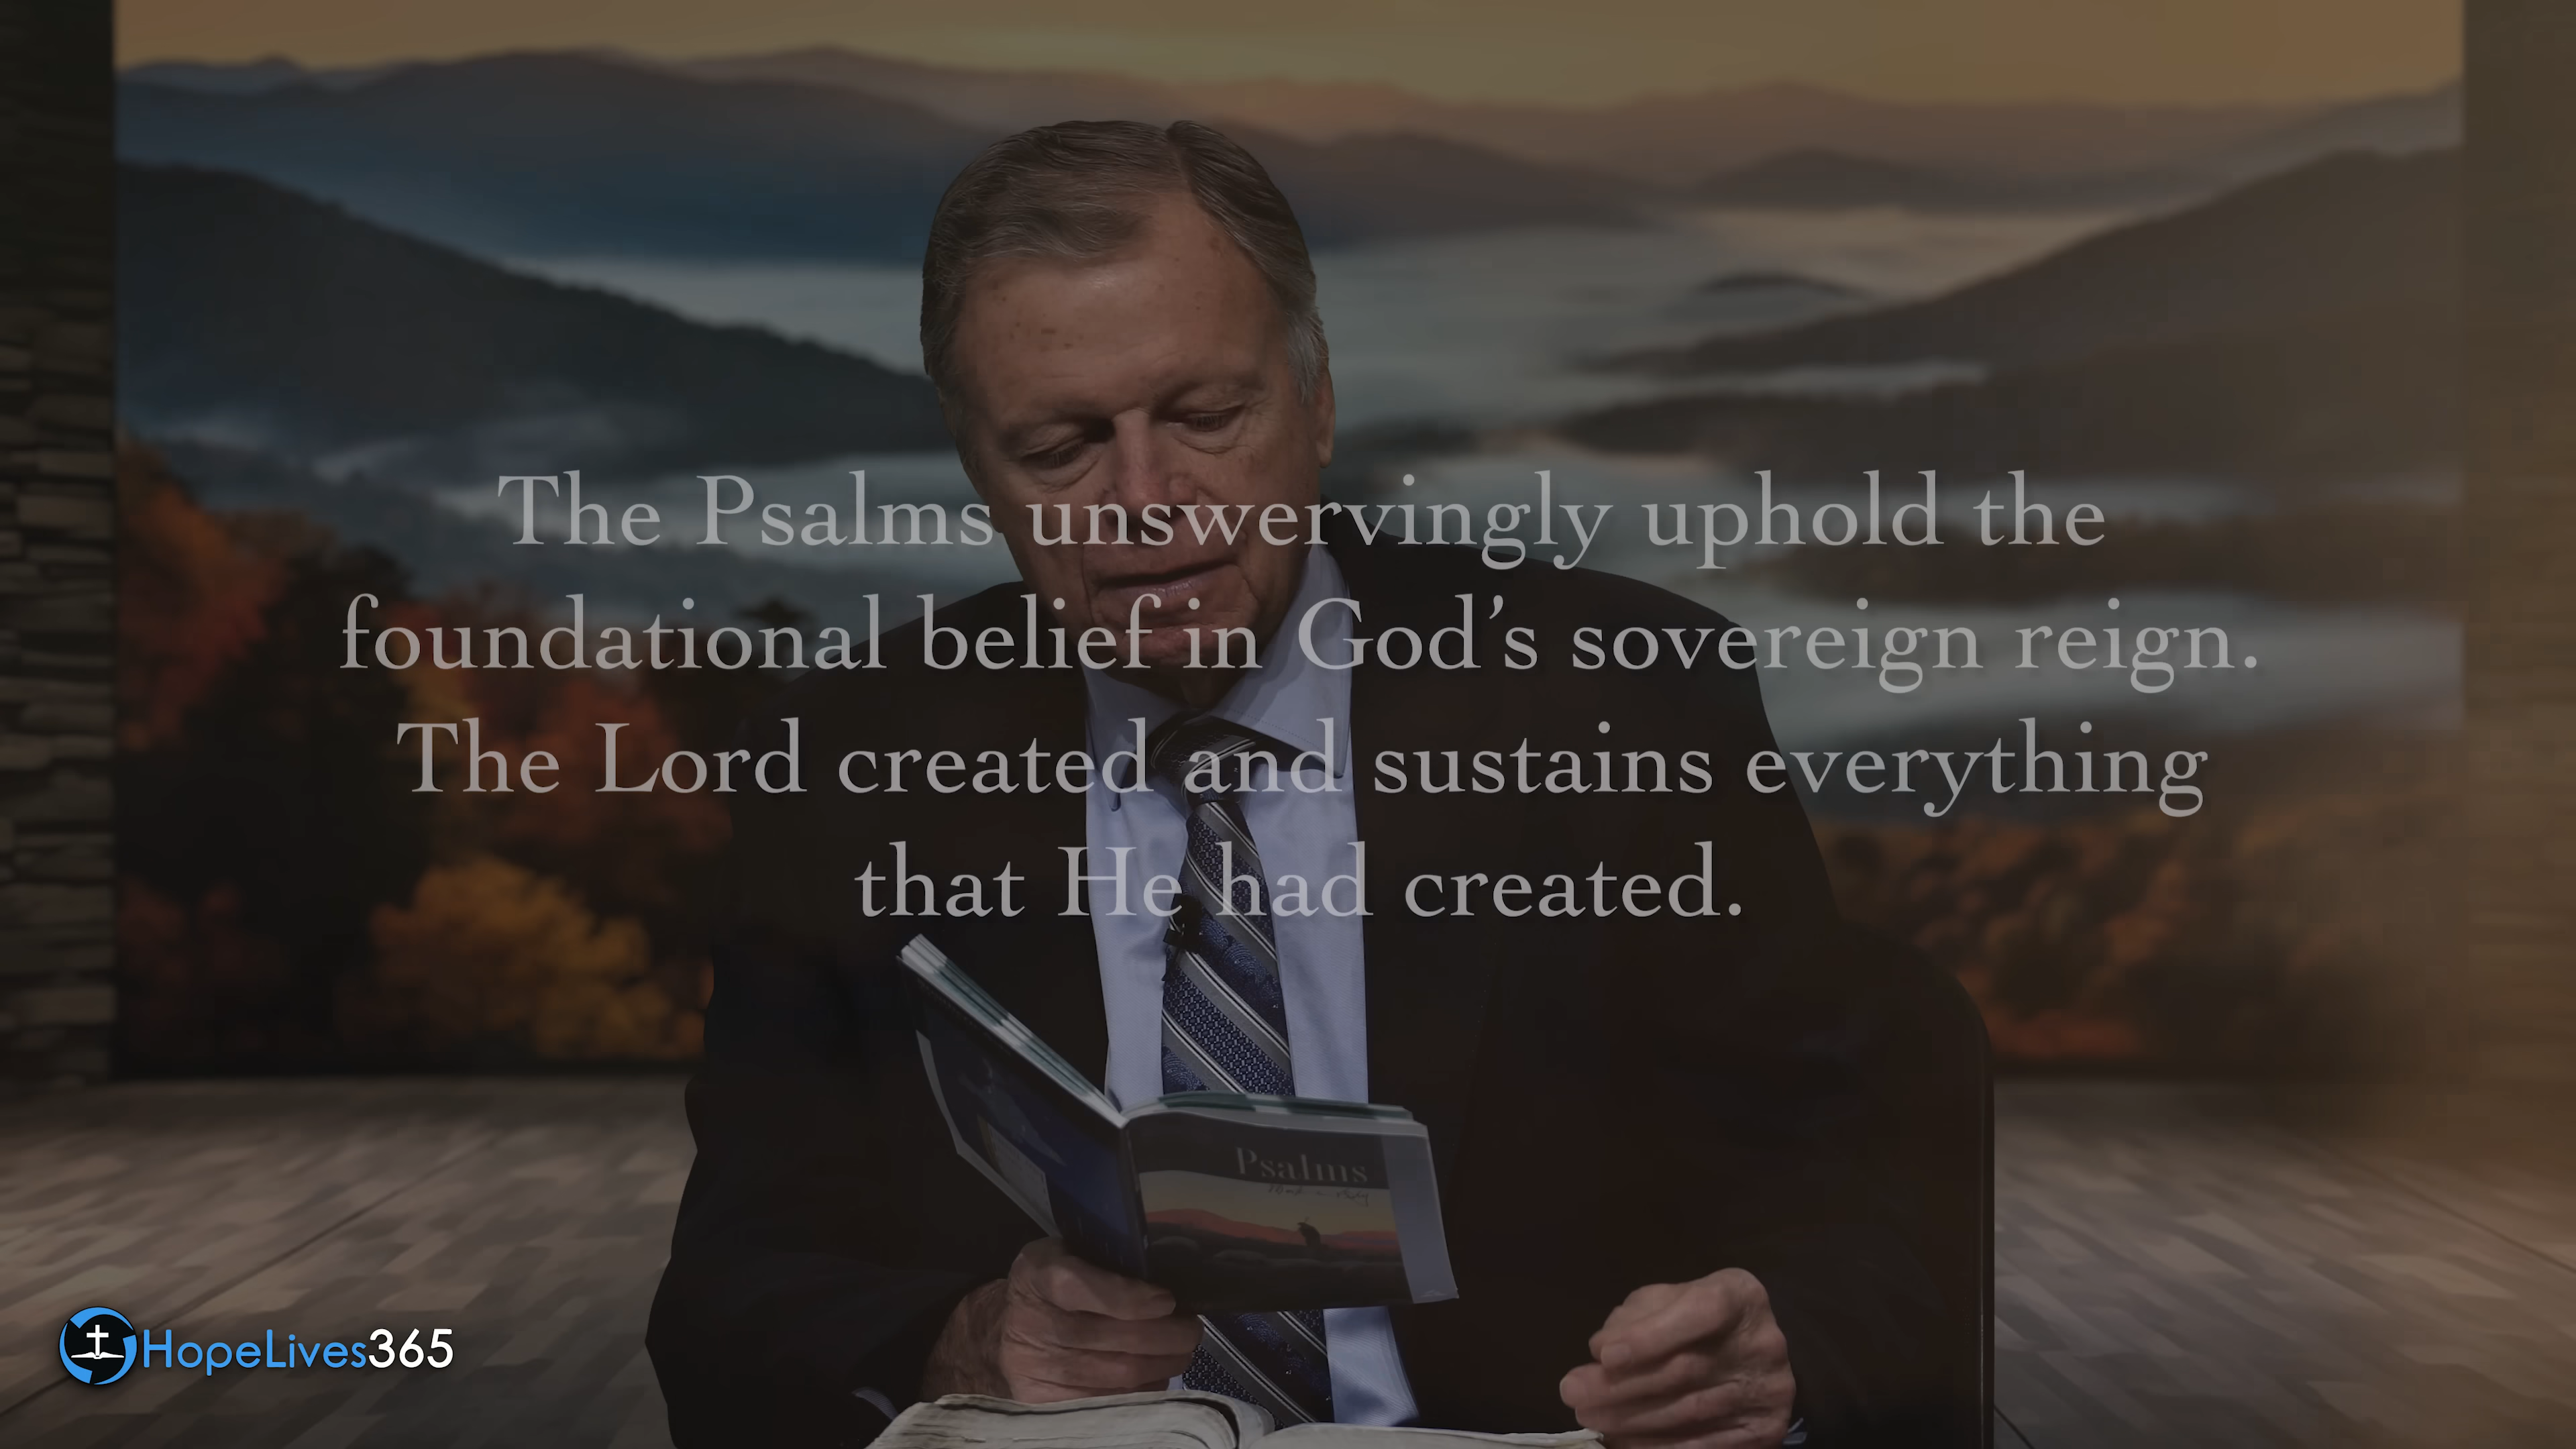 The Psalms unswervingly uphold the
foundational belief in God’s sovereign reign.
The Lord created and sustains everything
that He had created.
Psalms
HopeLives365